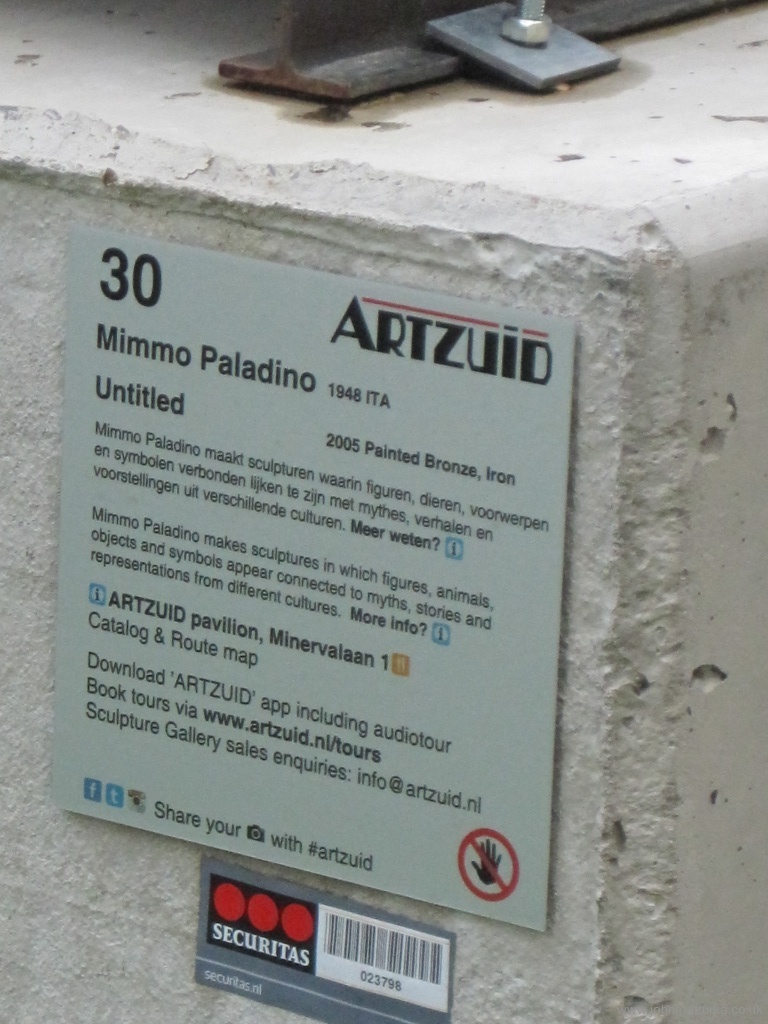 30
ARTZUID
Mimmo Paladino 1948 ITA
Untitled
2005 Painted Bronze, Iron
Mimmo Paladino maakt sculpturen waarin figuren, dieren, voorwerpen
en symbolen verbonden lijken te zijn met mythes, verhalen en
voorstellingen uit verschillende culturen. Meer weten? i
Mimmo Paladino makes sculptures in which figures, animals,
objects and symbols appear connected to myths, stories and
representations from different cultures. More info? i
i ARTZUID pavilion, Minervalaan 1
Catalog & Route map
Download 'ARTZUID' app including audiotour
Book tours via www.artzuid.nl/tours
Sculpture Gallery sales enquiries: info@artzuid.nl
f t Share your with #artzuid
SECURITAS
023798
securitas.nl